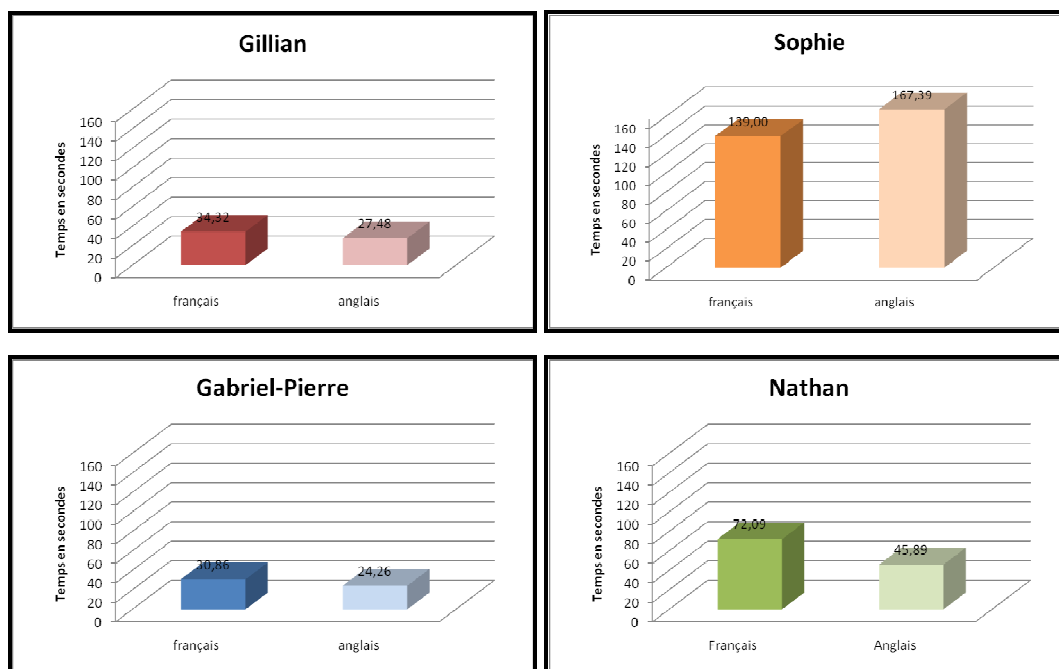 Gillian
Temps en secondes
160
140
120
100
80
60
40
20
0
34,32
27,48
français
anglais
Sophie
Temps en secondes
160
140
120
100
80
60
40
20
0
139,00
167,39
français
anglais
Gabriel-Pierre
Temps en secondes
160
140
120
100
80
60
40
20
0
30,86
24,26
français
anglais
Nathan
Temps en secondes
160
140
120
100
80
60
40
20
0
72,09
45,89
Français
Anglais